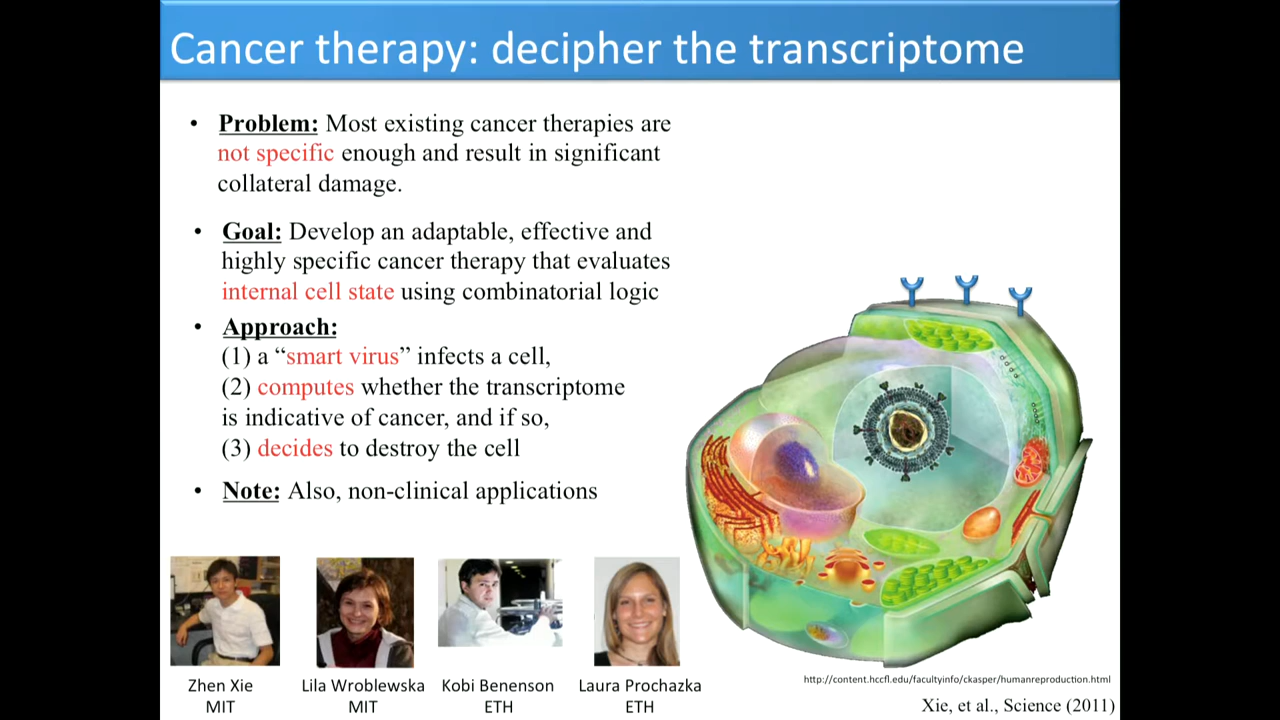 Cancer therapy: decipher the transcriptome
• Problem: Most existing cancer therapies are
not specific enough and result in significant
collateral damage.
• Goal: Develop an adaptable, effective and
highly specific cancer therapy that evaluates
internal cell state using combinatorial logic
• Approach:
(1) a “smart virus” infects a cell,
(2) computes whether the transcriptome
is indicative of cancer, and if so,
(3) decides to destroy the cell
• Note: Also, non-clinical applications
Zhen Xie
MIT
Lila Wroblewska
MIT
Kobi Benenson
ETH
Laura Prochazka
ETH
http://content.hccfl.edu/facultyinfo/ckasper/humanreproduction.html
Xie, et al., Science (2011)